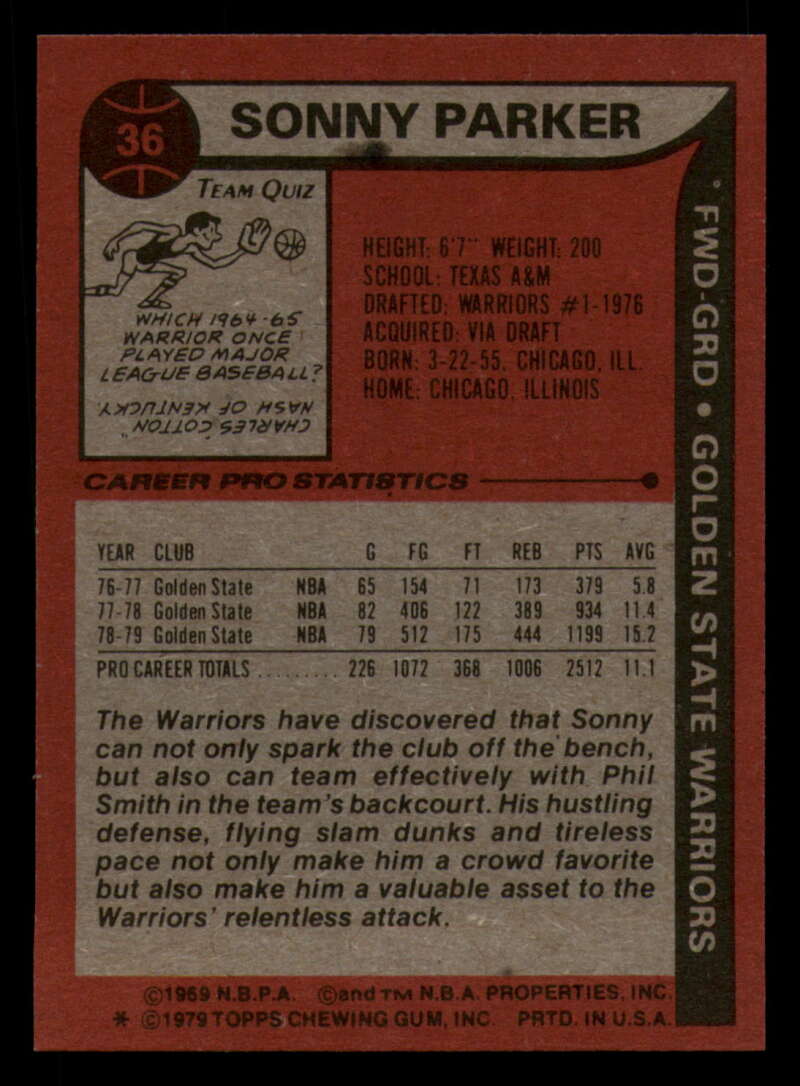 36
SONNY PARKER
TEAM QUIZ
WHICH 1964-65
WARRIOR ONCE
PLAYED MAJOR
LEAGUE BASEBALL?
CHARLES "COTTON"
NASH OF KENTUCKY
HEIGHT: 6'7" WEIGHT: 200
SCHOOL: TEXAS A&M
DRAFTED: WARRIORS #1-1976
ACQUIRED: VIA DRAFT
BORN: 3-22-55, CHICAGO, ILL.
HOME: CHICAGO, ILLINOIS
FWD-GRD • GOLDEN STATE WARRIORS
CAREER PRO STATISTICS
YEAR CLUB G FG FT REB PTS AVG
76-77 Golden State NBA 65 154 71 173 379 5.8
77-78 Golden State NBA 82 406 122 389 934 11.4
78-79 Golden State NBA 79 512 175 444 1199 15.2
PRO CAREER TOTALS ......... 226 1072 368 1006 2512 11.1
The Warriors have discovered that Sonny
can not only spark the club off the bench,
but also can team effectively with Phil
Smith in the team's backcourt. His hustling
defense, flying slam dunks and tireless
pace not only make him a crowd favorite
but also make him a valuable asset to the
Warriors' relentless attack.
©1969 N.B.P.A. ©and TM N.B.A. PROPERTIES, INC.
* ©1979 TOPPS CHEWING GUM, INC. PRTD. IN U.S.A.